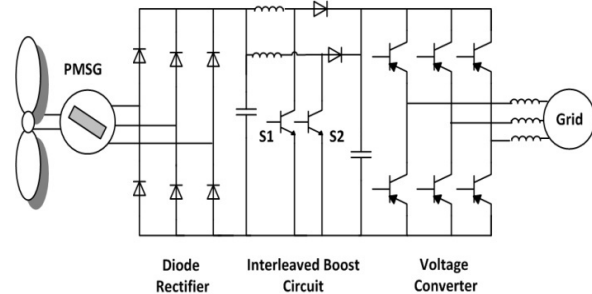 PMSG
S1
S2
Grid
Diode
Rectifier
Interleaved Boost
Circuit
Voltage
Converter